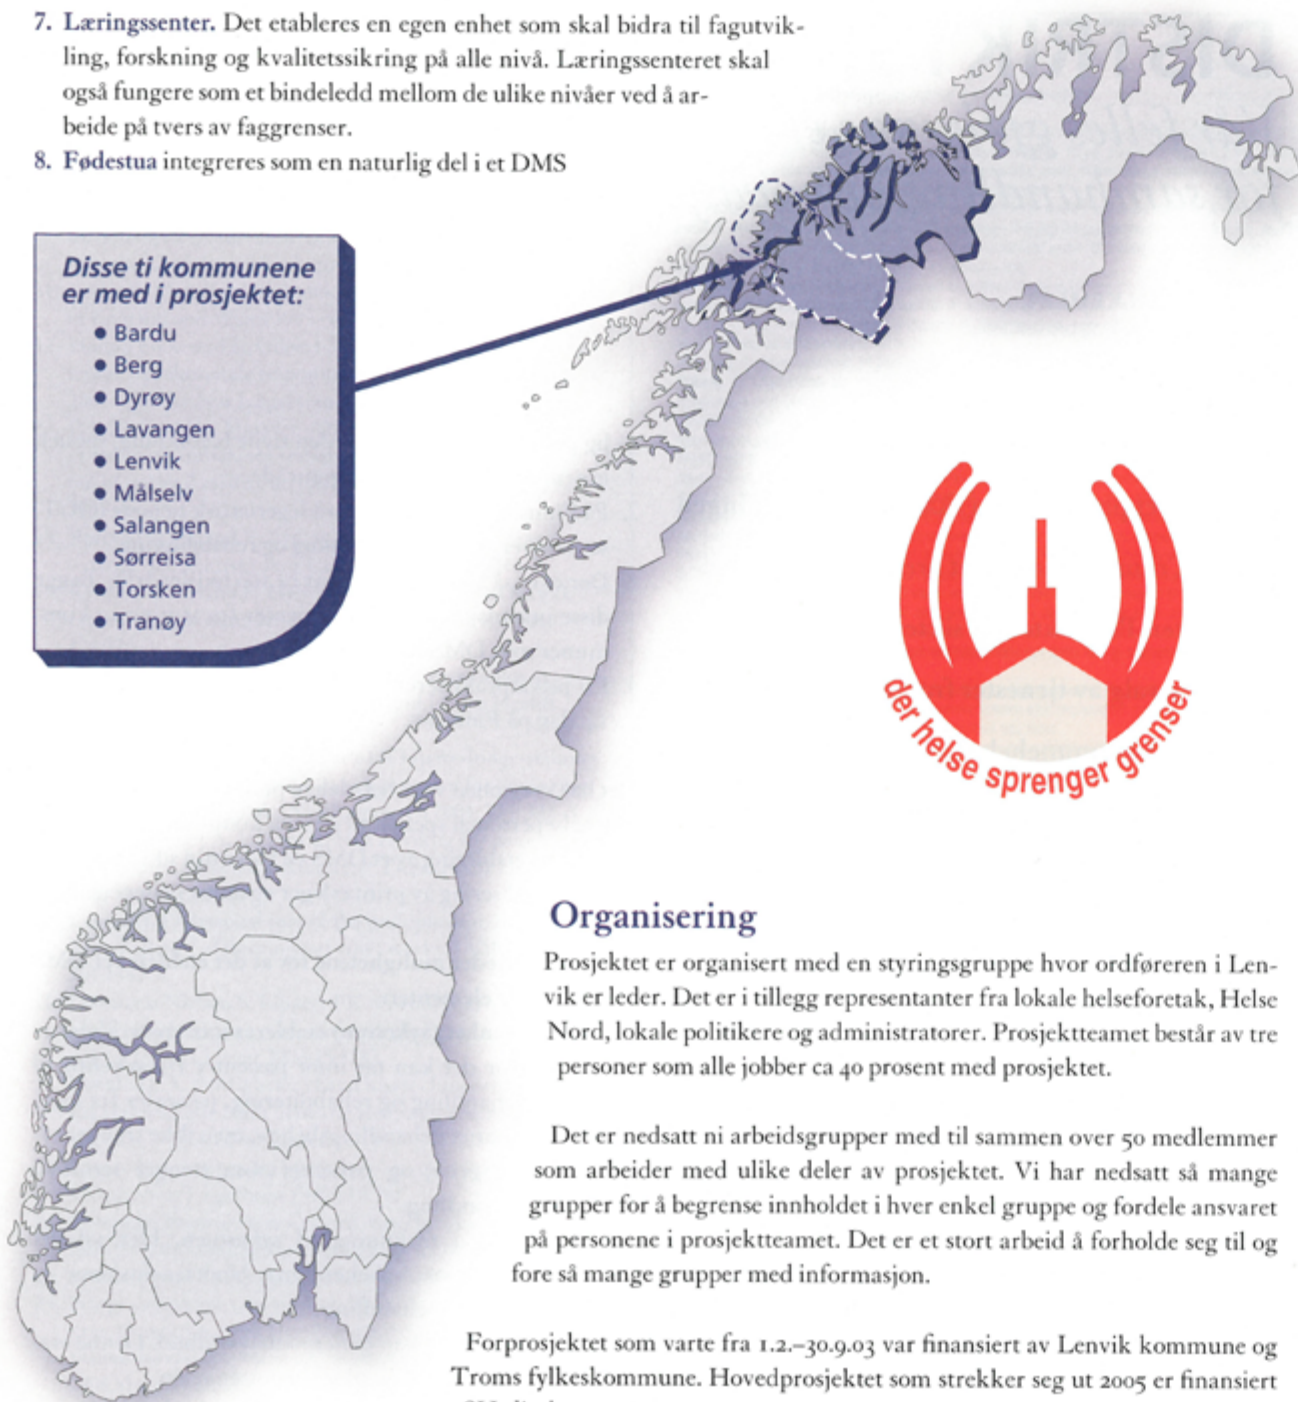 7. Læringssenter. Det etableres en egen enhet som skal bidra til fagutvik-
ling, forskning og kvalitetssikring på alle nivå. Læringssenteret skal
også fungere som et bindeledd mellom de ulike nivåer ved å ar-
beide på tvers av faggrenser.
8. Fødestua integreres som en naturlig del i et DMS
Disse ti kommunene
er med i prosjektet:
• Bardu
• Berg
• Dyrøy
• Lavangen
• Lenvik
• Målselv
• Salangen
• Sørreisa
• Torsken
• Tranøy
der helse sprenger grenser
Organisering
Prosjektet er organisert med en styringsgruppe hvor ordføreren i Len-
vik er leder. Det er i tillegg representanter fra lokale helseforetak, Helse
Nord, lokale politikere og administratorer. Prosjektteamet består av tre
personer som alle jobber ca 40 prosent med prosjektet.
Det er nedsatt ni arbeidsgrupper med til sammen over 50 medlemmer
som arbeider med ulike deler av prosjektet. Vi har nedsatt så mange
grupper for å begrense innholdet i hver enkel gruppe og fordele ansvaret
på personene i prosjektteamet. Det er et stort arbeid å forholde seg til og
fore så mange grupper med informasjon.
Forprosjektet som varte fra 1.2.–30.9.03 var finansiert av Lenvik kommune og
Troms fylkeskommune. Hovedprosjektet som strekker seg ut 2005 er finansiert